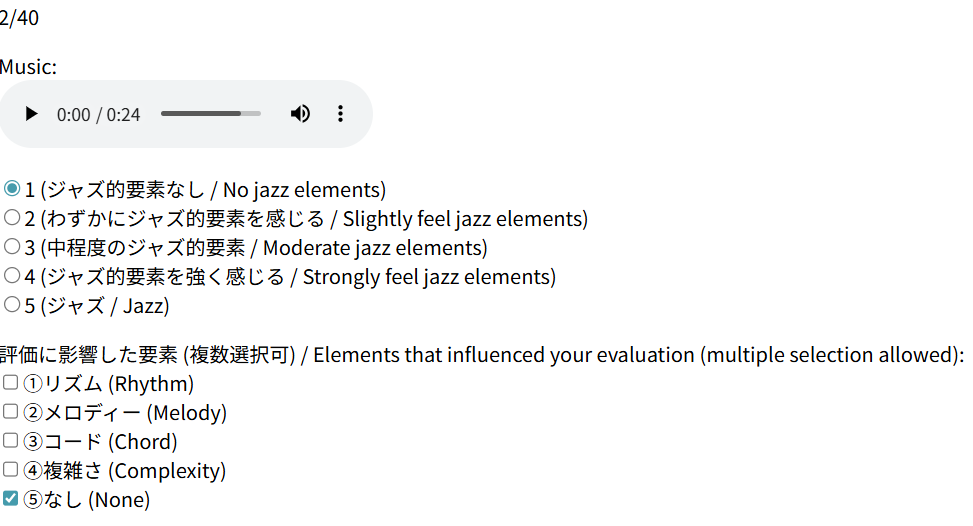 2/40
Music:
0:00 / 0:24
1 (ジャズ的要素なし / No jazz elements)
2 (わずかにジャズ的要素を感じる / Slightly feel jazz elements)
3 (中程度のジャズ的要素 / Moderate jazz elements)
4 (ジャズ的要素を強く感じる / Strongly feel jazz elements)
5 (ジャズ / Jazz)
評価に影響した要素 (複数選択可) / Elements that influenced your evaluation (multiple selection allowed):
①リズム (Rhythm)
②メロディー (Melody)
③コード (Chord)
④複雑さ (Complexity)
⑤なし (None)